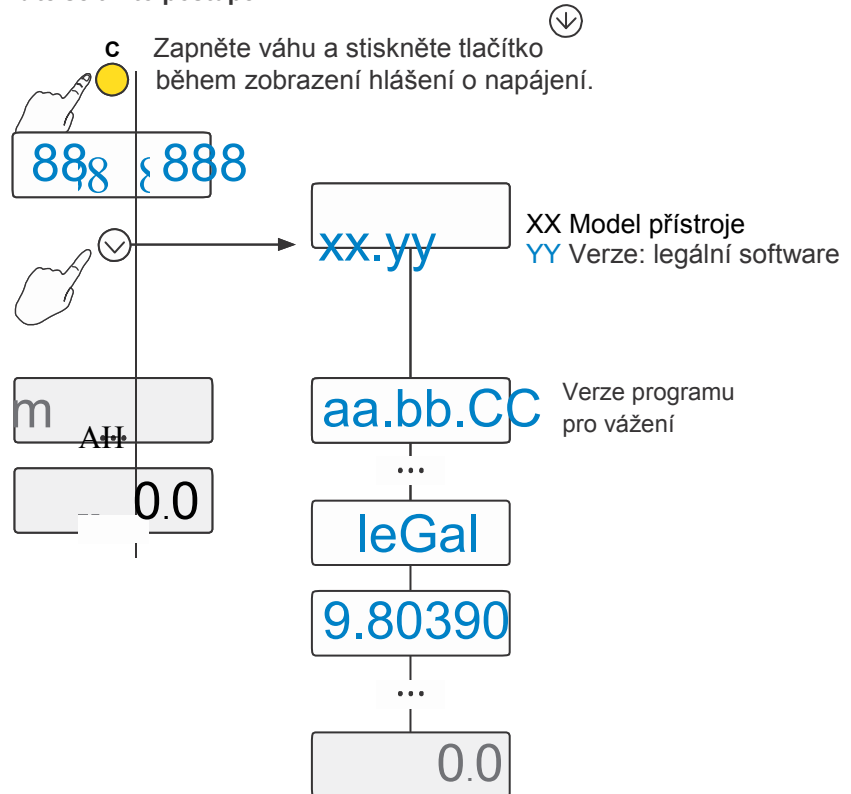 C
Zapněte váhu a stiskněte tlačítko
během zobrazení hlášení o napájení.
888
xx.yy
XX Model přístroje
YY Verze: legální software
m
aa.bb.CC
Verze programu
pro vážení
...
0.0
leGal
9.80390
...
0.0